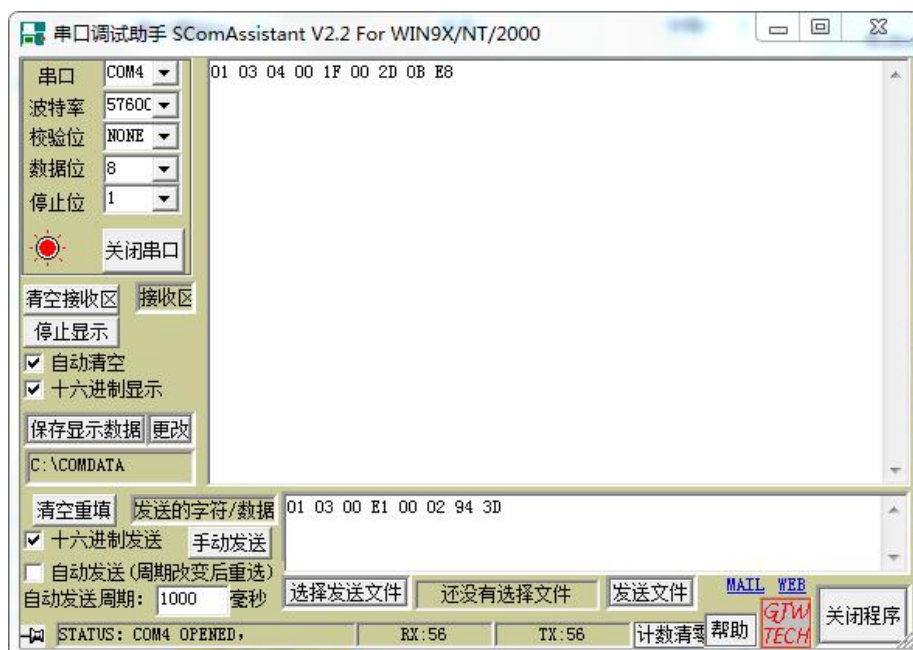 串口调试助手 SComAssistant V2.2 For WIN9X/NT/2000
串口 COM4
波特率 57600
校验位 NONE
数据位 8
停止位 1
关闭串口
01 03 04 00 1F 00 2D 0B E8
清空接收区 接收区
停止显示
自动清空
十六进制显示
保存显示数据 更改
C:\COMDATA
清空重填 发送的字符/数据
01 03 00 E1 00 02 94 3D
十六进制发送 手动发送
自动发送(周期改变后重选)
自动发送周期: 1000 毫秒
选择发送文件 还没有选择文件 发送文件
MAIL WEB
GJW TECH
关闭程序
STATUS: COM4 OPENED, RX:56 TX:56 计数清零 帮助